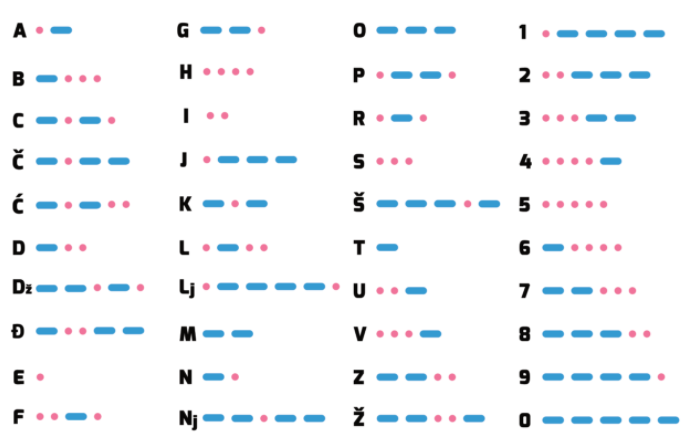 A
B
C
Č
Ć
D
Dž
Đ
E
F
G
H
I
J
K
L
Lj
M
N
Nj
O
P
R
S
Š
T
U
V
Z
Ž
1
2
3
4
5
6
7
8
9
0